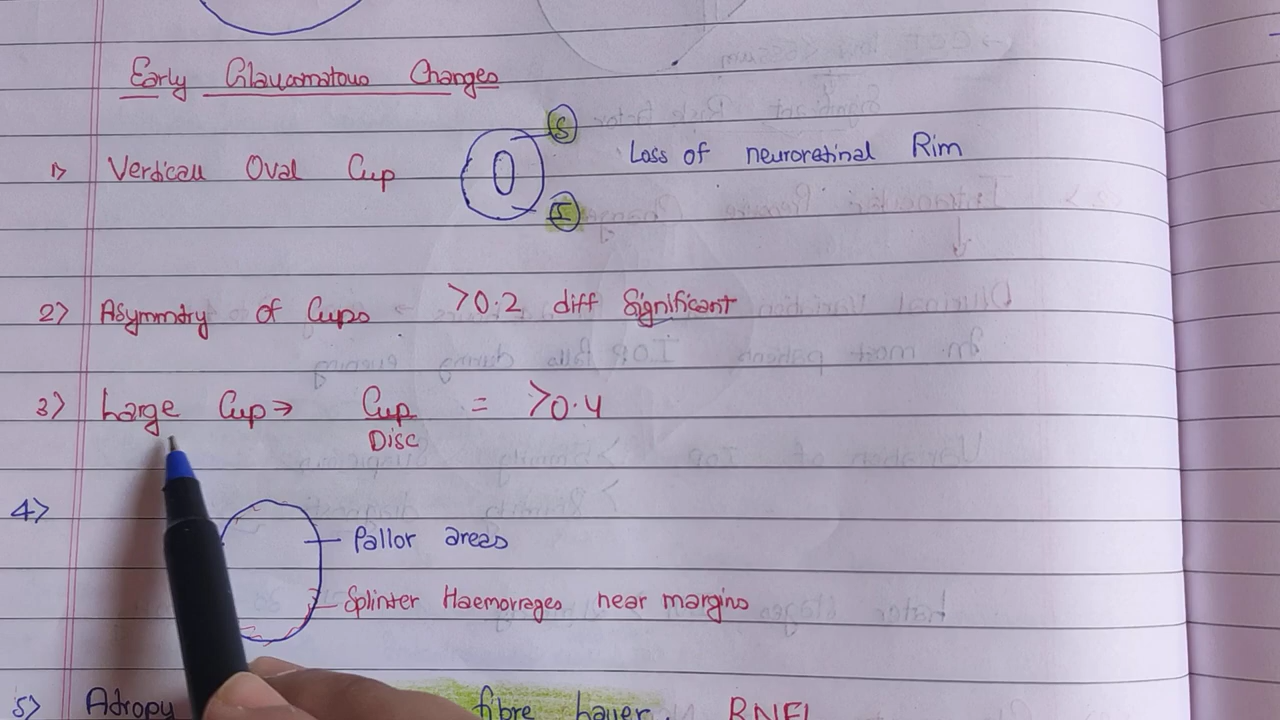 Early Glaucomatous Changes
1> Vertical Oval Cup S I Loss of neuroretinal Rim
2> Asymmetry of Cups >0.2 diff Significant
3> Large Cup → Cup = >0.4
Disc
4> Pallor areas
Splinter Haemorrages near margins
5> Atropy fibre layer. RNFL